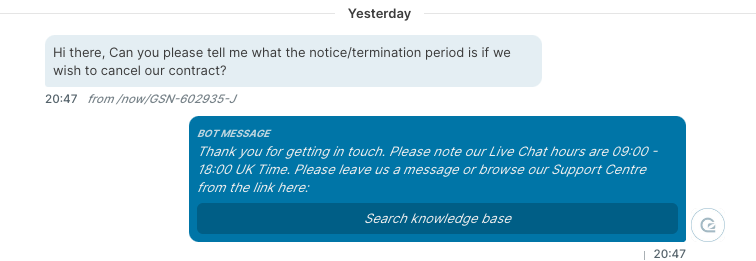 Yesterday
Hi there, Can you please tell me what the notice/termination period is if we
wish to cancel our contract?
20:47 from /now/GSN-602935-J
BOT MESSAGE
Thank you for getting in touch. Please note our Live Chat hours are 09:00 -
18:00 UK Time. Please leave us a message or browse our Support Centre
from the link here:
Search knowledge base
| 20:47